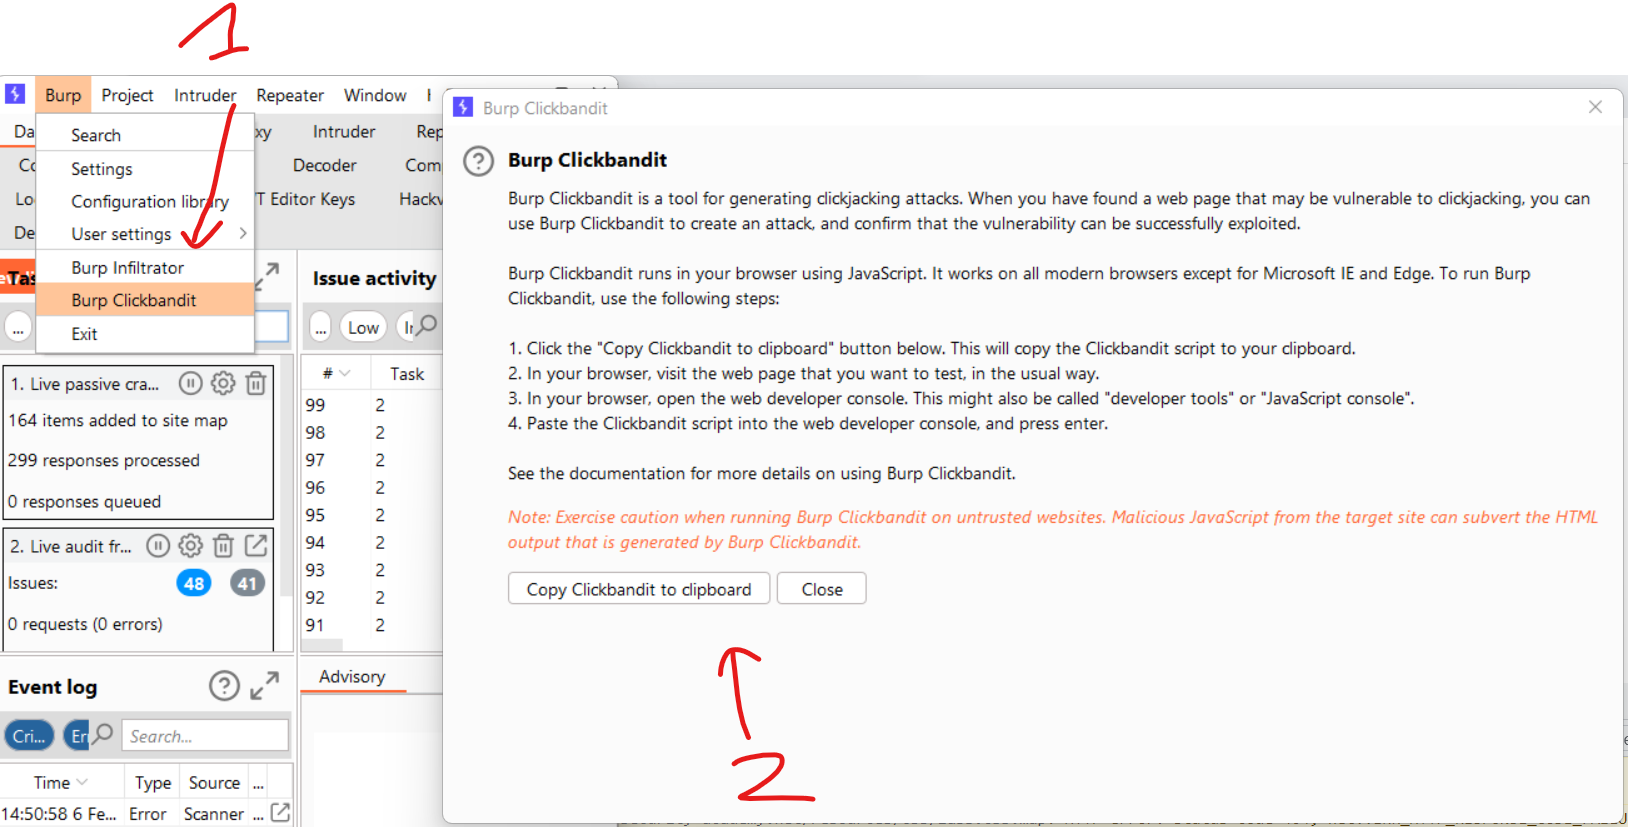 1
Burp Project Intruder Repeater Window
Da xy Intruder Rep
Co Decoder Com
Lo T Editor Keys Hackv
De
Search
Settings
Configuration library
User settings
Burp Infiltrator
Burp Clickbandit
Exit
Tas
...
Issue activity
... Low
# Task
99 2
98 2
97 2
96 2
95 2
94 2
93 2
92 2
91 2
Advisory
1. Live passive cra...
164 items added to site map
299 responses processed
0 responses queued
2. Live audit fr...
Issues: 48 41
0 requests (0 errors)
Event log
Cri... Er Search...
Time Type Source ...
14:50:58 6 Fe... Error Scanner ...
Burp Clickbandit
Burp Clickbandit
Burp Clickbandit is a tool for generating clickjacking attacks. When you have found a web page that may be vulnerable to clickjacking, you can
use Burp Clickbandit to create an attack, and confirm that the vulnerability can be successfully exploited.
Burp Clickbandit runs in your browser using JavaScript. It works on all modern browsers except for Microsoft IE and Edge. To run Burp
Clickbandit, use the following steps:
1. Click the "Copy Clickbandit to clipboard" button below. This will copy the Clickbandit script to your clipboard.
2. In your browser, visit the web page that you want to test, in the usual way.
3. In your browser, open the web developer console. This might also be called "developer tools" or "JavaScript console".
4. Paste the Clickbandit script into the web developer console, and press enter.
See the documentation for more details on using Burp Clickbandit.
Note: Exercise caution when running Burp Clickbandit on untrusted websites. Malicious JavaScript from the target site can subvert the HTML
output that is generated by Burp Clickbandit.
Copy Clickbandit to clipboard Close
2